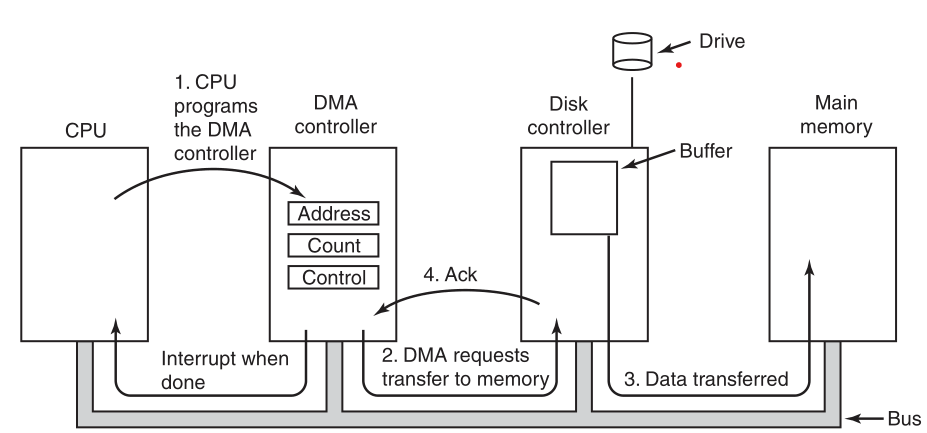 Drive
1. CPU
programs
the DMA
controller
CPU
DMA
controller
Disk
controller
Main
memory
Buffer
Address
Count
Control
4. Ack
Interrupt when
done
2. DMA requests
transfer to memory
3. Data transferred
Bus